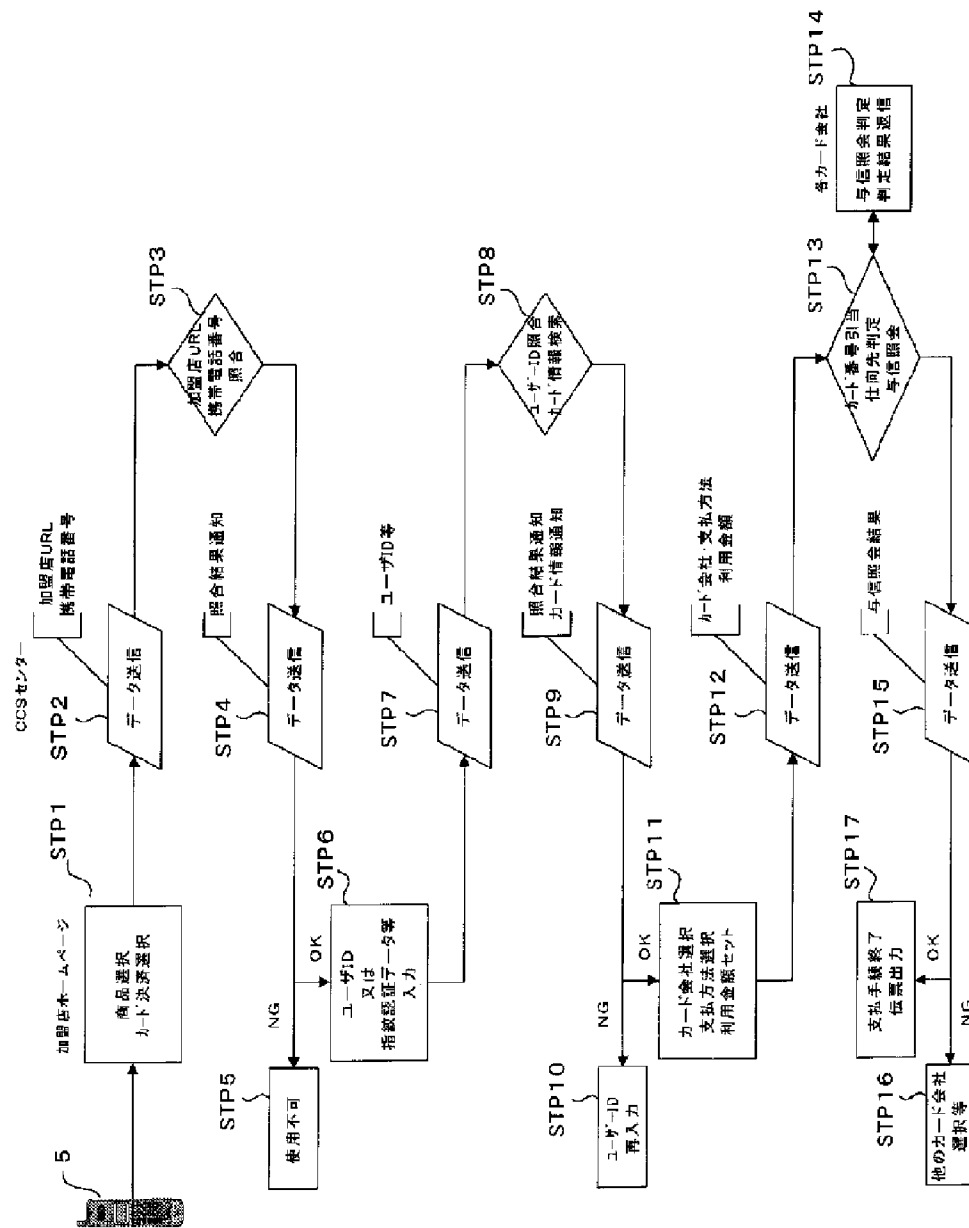 5
加盟店ホームページ
STP1
商品選択
カード決済選択
CCSセンター
STP2
加盟店URL
携帯電話番号
データ送信
STP3
加盟店URL
携帯電話番号
照合
STP4
照合結果通知
データ送信
NG
OK
STP5
使用不可
STP6
ユーザID
又は
指紋認証データ等
入力
STP7
ユーザID等
データ送信
STP8
ユーザーID照合
カード情報検索
STP9
照合結果通知
カード情報通知
データ送信
NG
OK
STP10
ユーザーID
再入力
STP11
カード会社選択
支払方法選択
利用金額セット
STP12
カード会社・支払方法
利用金額
データ送信
STP13
カード番号引当
仕向先判定
与信照会
各カード会社
STP14
与信照会判定
判定結果返信
STP15
与信照会結果
データ送信
NG
OK
STP16
他のカード会社
選択等
STP17
支払手続終了
伝票出力